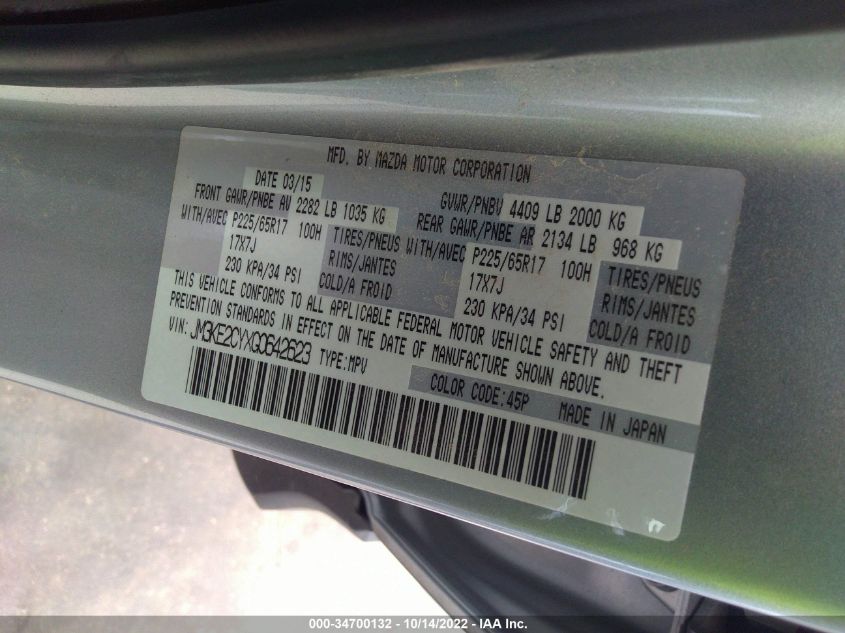 MFD. BY MAZDA MOTOR CORPORATION
DATE 03/15 GVWR/PNBV 4409 LB 2000 KG
FRONT GAWR/PNBE AV 2282 LB 1035 KG REAR GAWR/PNBE AR 2134 LB 968 KG
WITH/AVEC P225/65R17 100H TIRES/PNEUS WITH/AVEC P225/65R17 100H TIRES/PNEUS
17X7J RIMS/JANTES 17X7J RIMS/JANTES
230 KPA/34 PSI COLD/A FROID 230 KPA/34 PSI COLD/A FROID
THIS VEHICLE CONFORMS TO ALL APPLICABLE FEDERAL MOTOR VEHICLE SAFETY AND THEFT
PREVENTION STANDARDS IN EFFECT ON THE DATE OF MANUFACTURE SHOWN ABOVE.
VIN: JM3KE2CYXG0642623 TYPE:MPV
COLOR CODE:45P MADE IN JAPAN
000-34700132 - 10/14/2022 - IAA Inc.